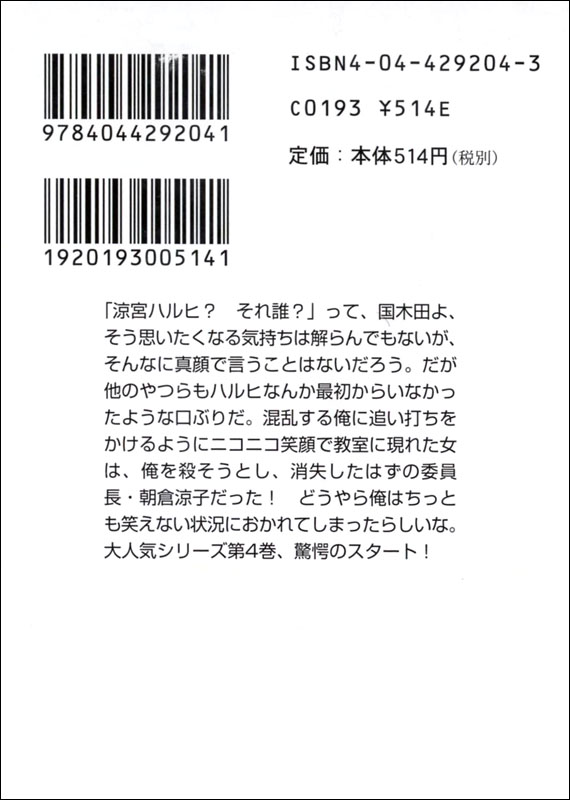 ISBN4-04-429204-3
C0193 ¥514E
定価：本体514円(税別)
9784044292041
1920193005141
「涼宮ハルヒ？　それ誰？」って、国木田よ、
そう思いたくなる気持ちは解らんでもないが、
そんなに真顔で言うことはないだろう。だが
他のやつらもハルヒなんか最初からいなかっ
たような口ぶりだ。混乱する俺に追い打ちを
かけるようにニコニコ笑顔で教室に現れた女
は、俺を殺そうとし、消失したはずの委員
長・朝倉涼子だった！　どうやら俺はちっと
も笑えない状況におかれてしまったらしいな。
大人気シリーズ第4巻、驚愕のスタート！